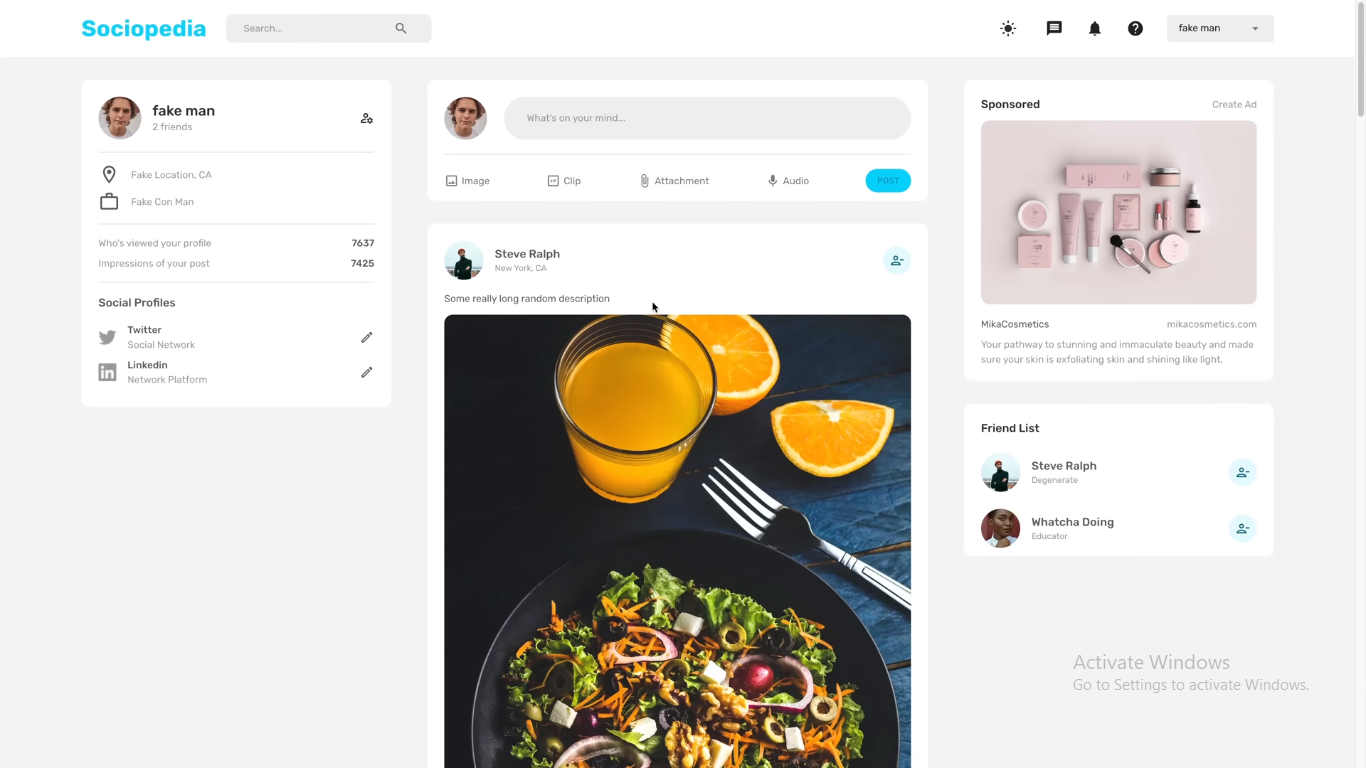 Sociopedia
Search...
fake man
fake man
2 friends
Fake Location, CA
Fake Con Man
Who's viewed your profile 7637
Impressions of your post 7425
Social Profiles
Twitter
Social Network
Linkedin
Network Platform
What's on your mind...
Image Clip Attachment Audio POST
Steve Ralph
New York, CA
Some really long random description
Sponsored Create Ad
MikaCosmetics mikacosmetics.com
Your pathway to stunning and immaculate beauty and made
sure your skin is exfoliating skin and shining like light.
Friend List
Steve Ralph
Degenerate
Whatcha Doing
Educator
Activate Windows
Go to Settings to activate Windows.